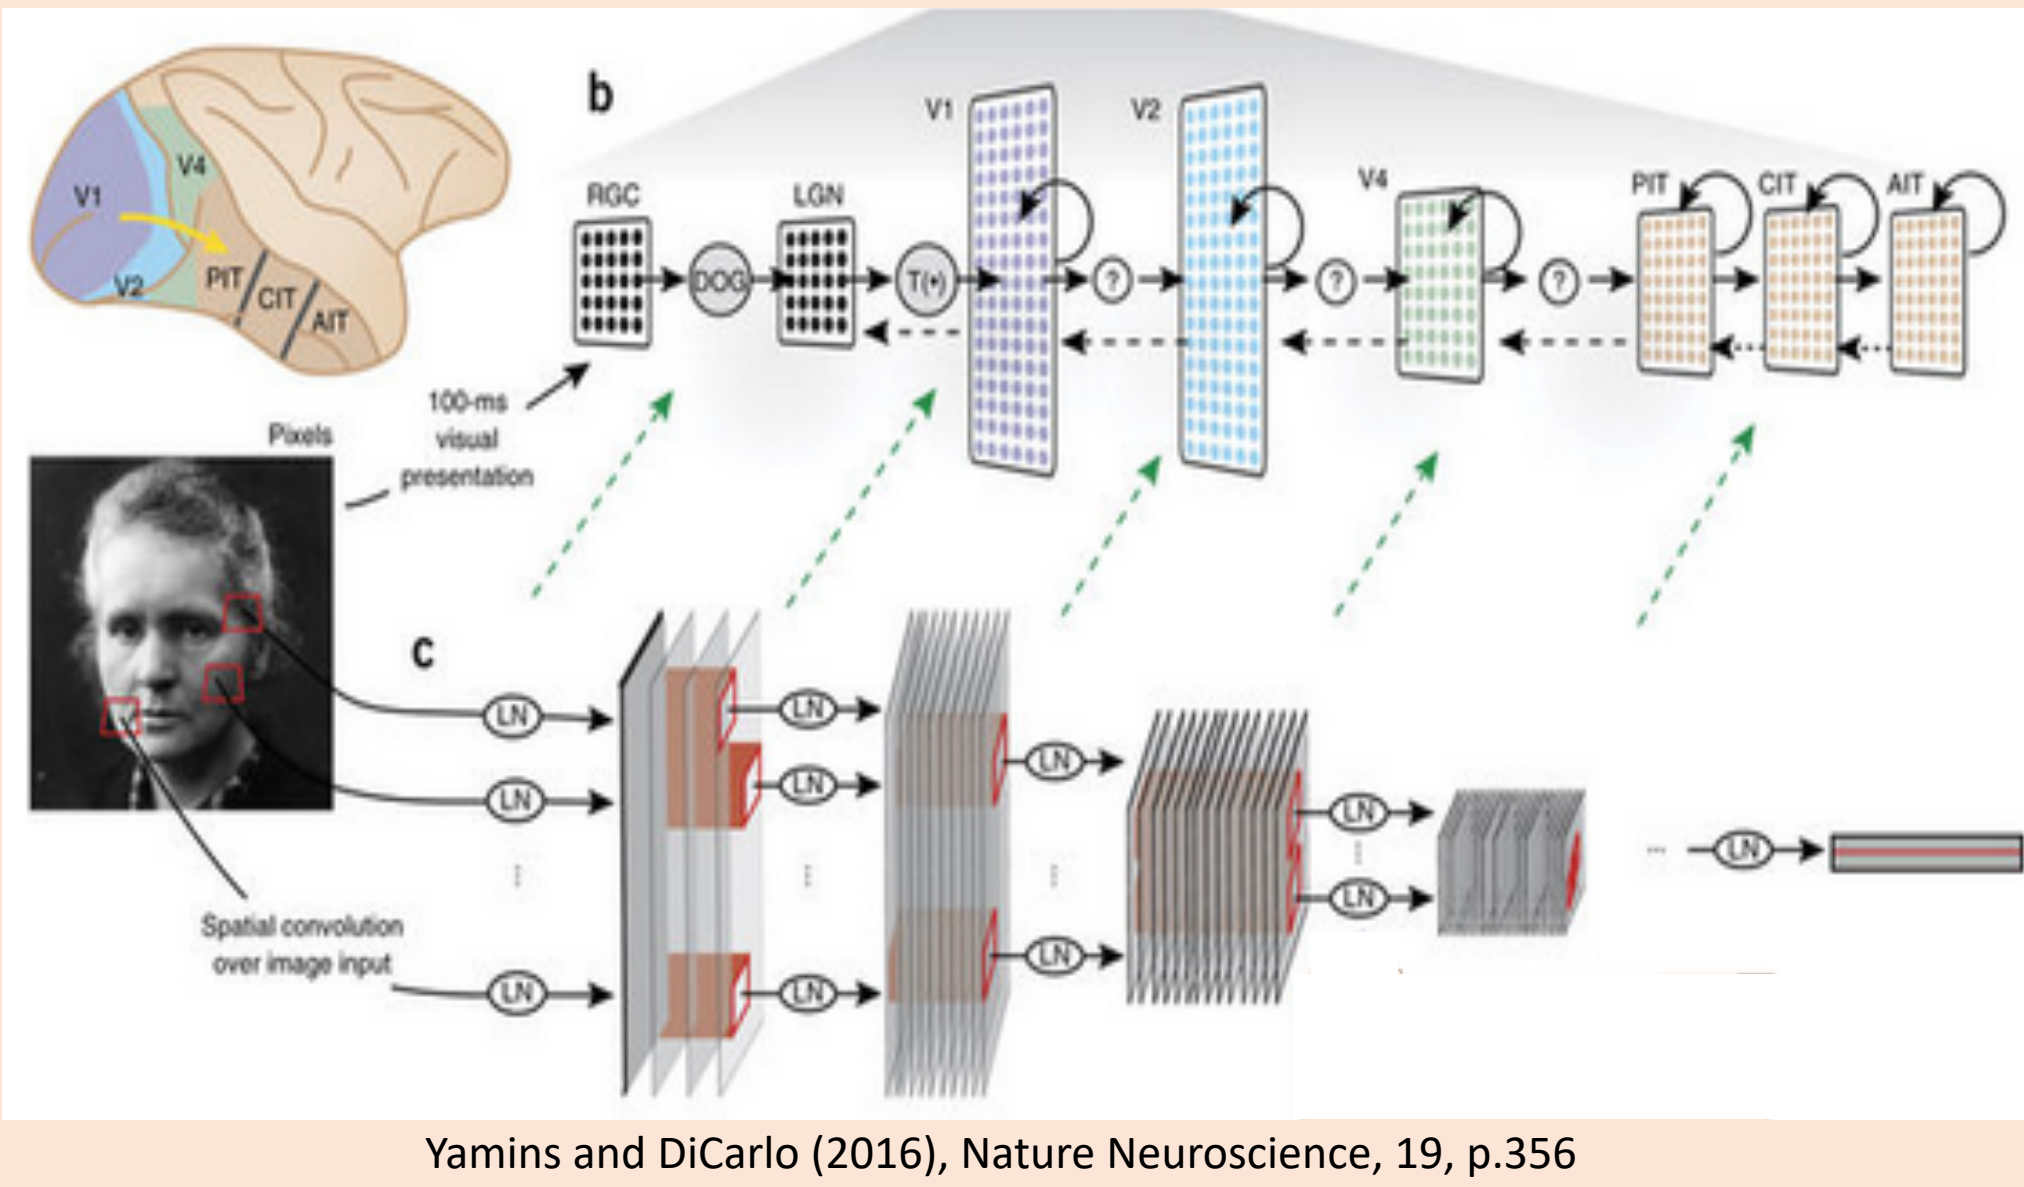 b
V1
V2
V4
PIT
CIT
AIT
RGC
LGN
V1
V2
V4
PIT
CIT
AIT
DOG
T(•)
?
?
?
100-ms
visual
presentation
Pixels
c
LN
LN
LN
...
LN
LN
LN
...
LN
LN
...
LN
LN
...
... LN
Spatial convolution
over image input
Yamins and DiCarlo (2016), Nature Neuroscience, 19, p.356